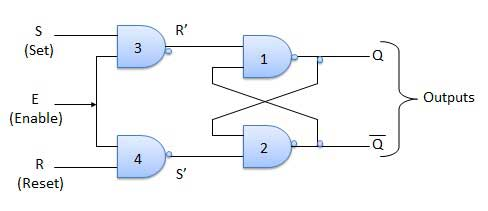 S
(Set)
R’
3
1
Q
E
(Enable)
Outputs
4
2
Q̅
R
(Reset)
S’